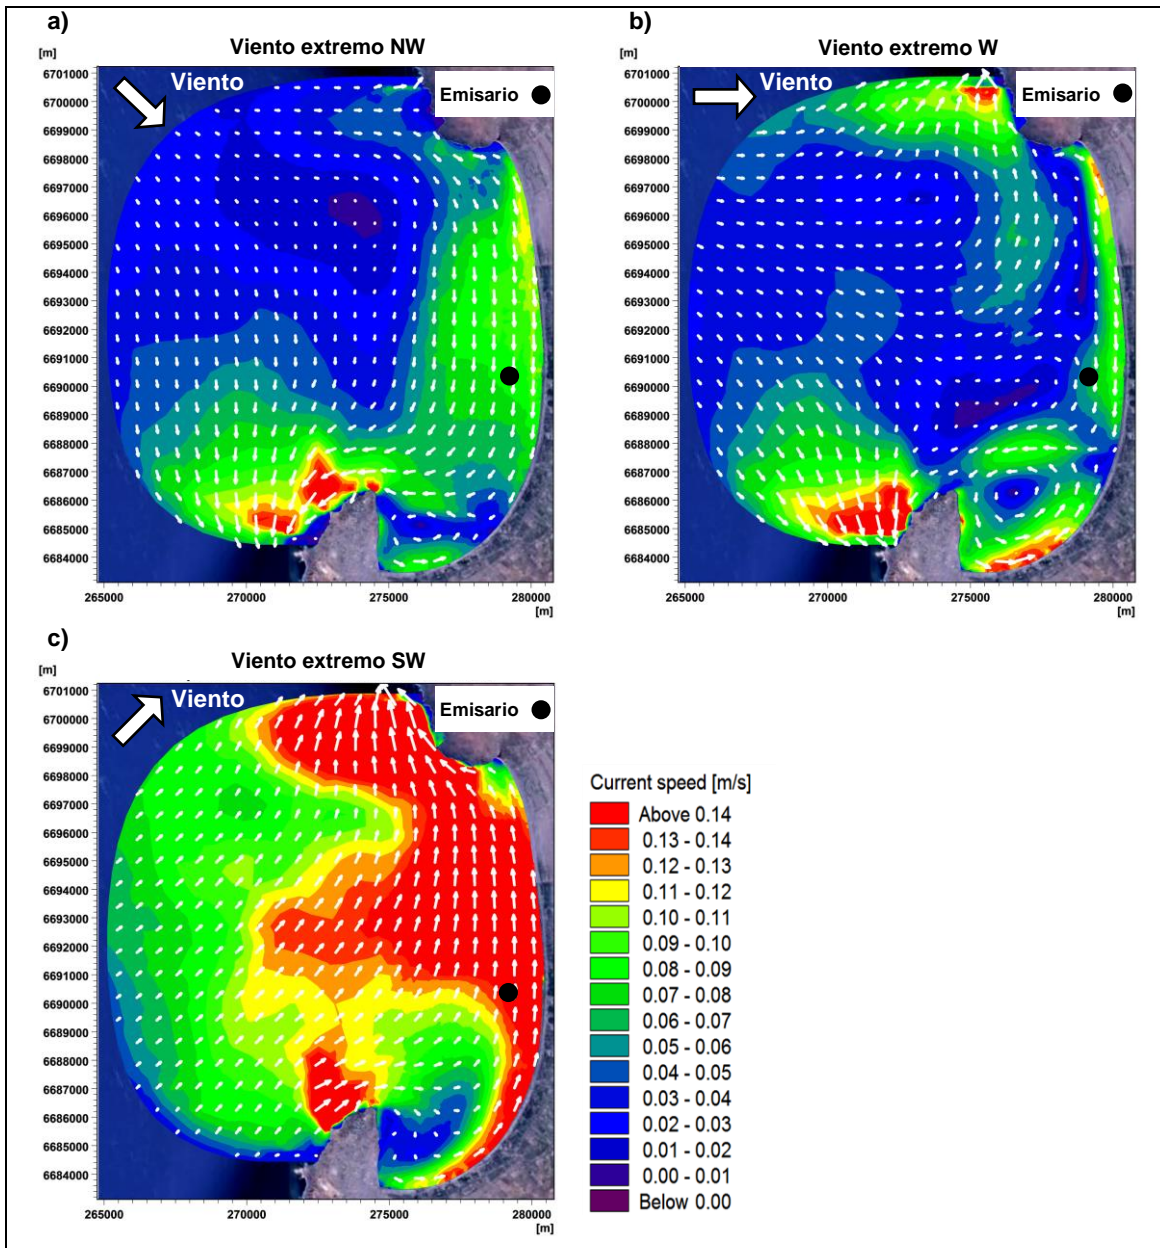 a)
Viento extremo NW
[m]
Viento
Emisario
6701000
6700000
6699000
6698000
6697000
6696000
6695000
6694000
6693000
6692000
6691000
6690000
6689000
6688000
6687000
6686000
6685000
6684000
265000 270000 275000 280000
[m]
b)
Viento extremo W
[m]
Viento
Emisario
6701000
6700000
6699000
6698000
6697000
6696000
6695000
6694000
6693000
6692000
6691000
6690000
6689000
6688000
6687000
6686000
6685000
6684000
265000 270000 275000 280000
[m]
c)
Viento extremo SW
[m]
Viento
Emisario
6701000
6700000
6699000
6698000
6697000
6696000
6695000
6694000
6693000
6692000
6691000
6690000
6689000
6688000
6687000
6686000
6685000
6684000
265000 270000 275000 280000
[m]
Current speed [m/s]
Above 0.14
0.13 - 0.14
0.12 - 0.13
0.11 - 0.12
0.10 - 0.11
0.09 - 0.10
0.08 - 0.09
0.07 - 0.08
0.06 - 0.07
0.05 - 0.06
0.04 - 0.05
0.03 - 0.04
0.02 - 0.03
0.01 - 0.02
0.00 - 0.01
Below 0.00